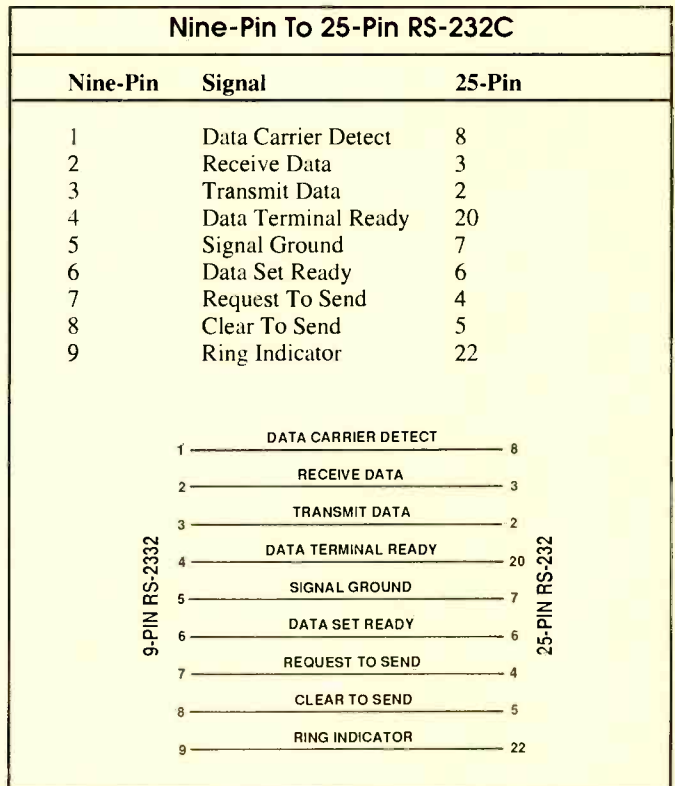 Nine-Pin To 25-Pin RS-232C
Nine-Pin Signal 25-Pin
1 Data Carrier Detect 8
2 Receive Data 3
3 Transmit Data 2
4 Data Terminal Ready 20
5 Signal Ground 7
6 Data Set Ready 6
7 Request To Send 4
8 Clear To Send 5
9 Ring Indicator 22
9-PIN RS-2332
1 DATA CARRIER DETECT 8
2 RECEIVE DATA 3
3 TRANSMIT DATA 2
4 DATA TERMINAL READY 20
5 SIGNAL GROUND 7
6 DATA SET READY 6
7 REQUEST TO SEND 4
8 CLEAR TO SEND 5
9 RING INDICATOR 22
25-PIN RS-232